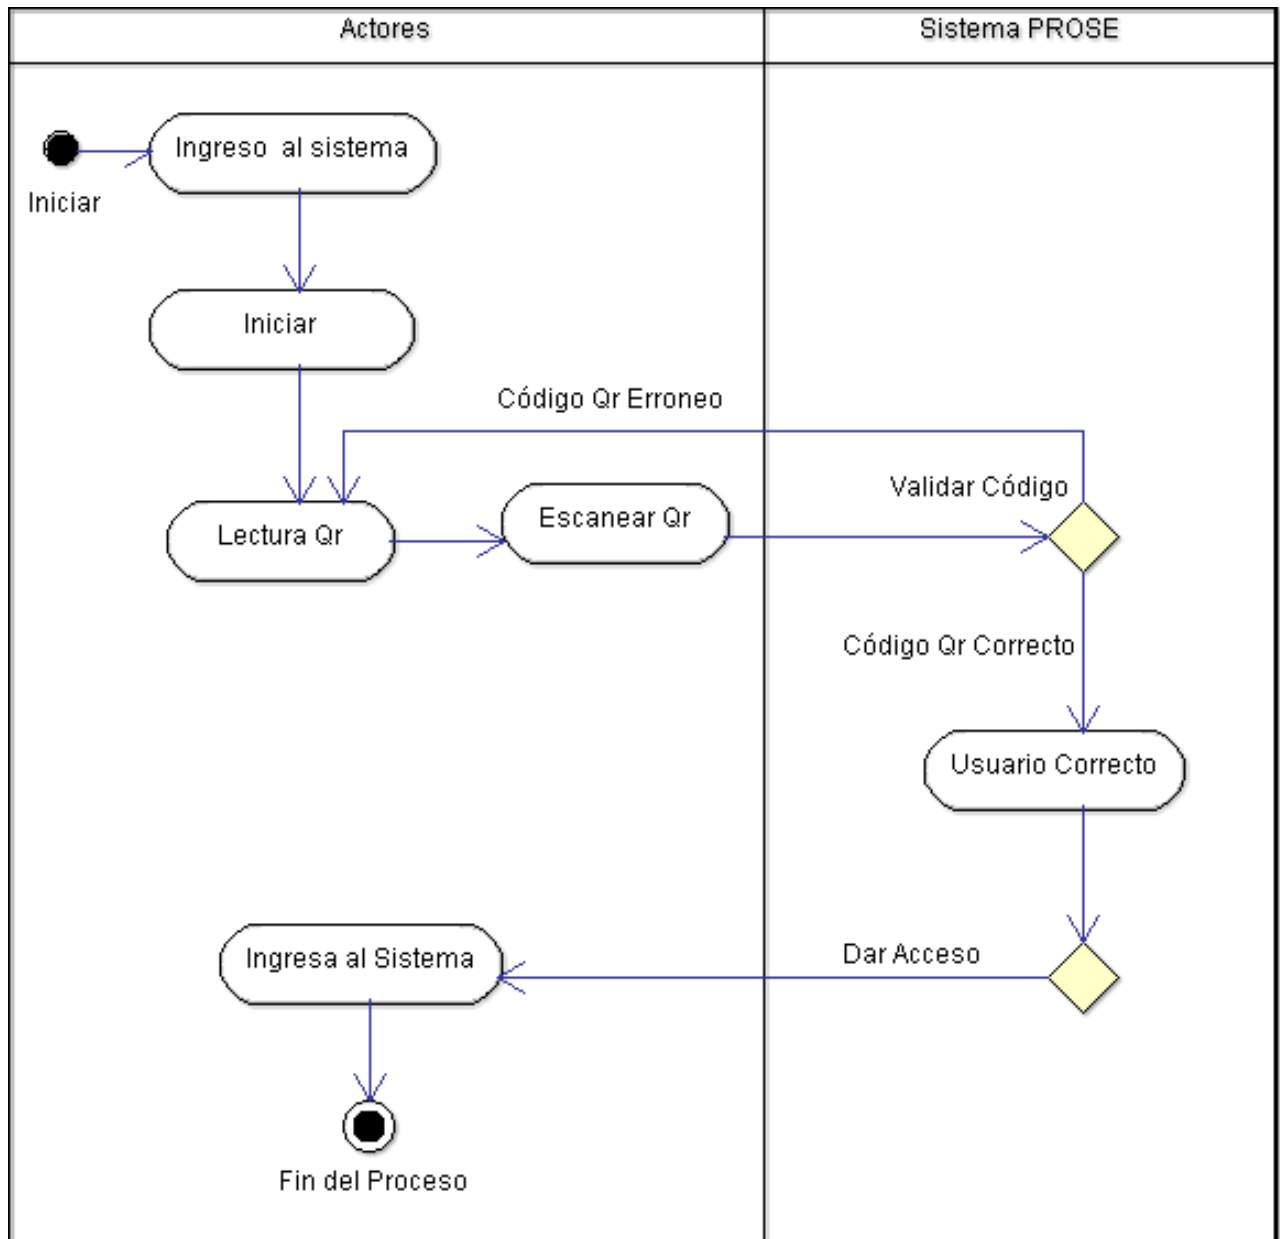 Actores
Sistema PROSE
Ingreso al sistema
Iniciar
Iniciar
Código Qr Erroneo
Validar Código
Lectura Qr
Escanear Qr
Código Qr Correcto
Usuario Correcto
Ingresa al Sistema
Dar Acceso
Fin del Proceso